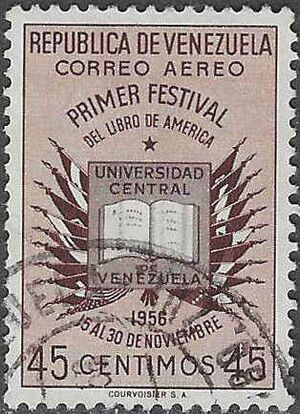 REPUBLICA DE VENEZUELA
CORREO AEREO
PRIMER FESTIVAL
DEL LIBRO DE AMERICA
UNIVERSIDAD
CENTRAL
DE
VENEZUELA
1956
15 AL 30 DE NOVIEMBRE
45 CENTIMOS 45
COURVOISIER S.A.